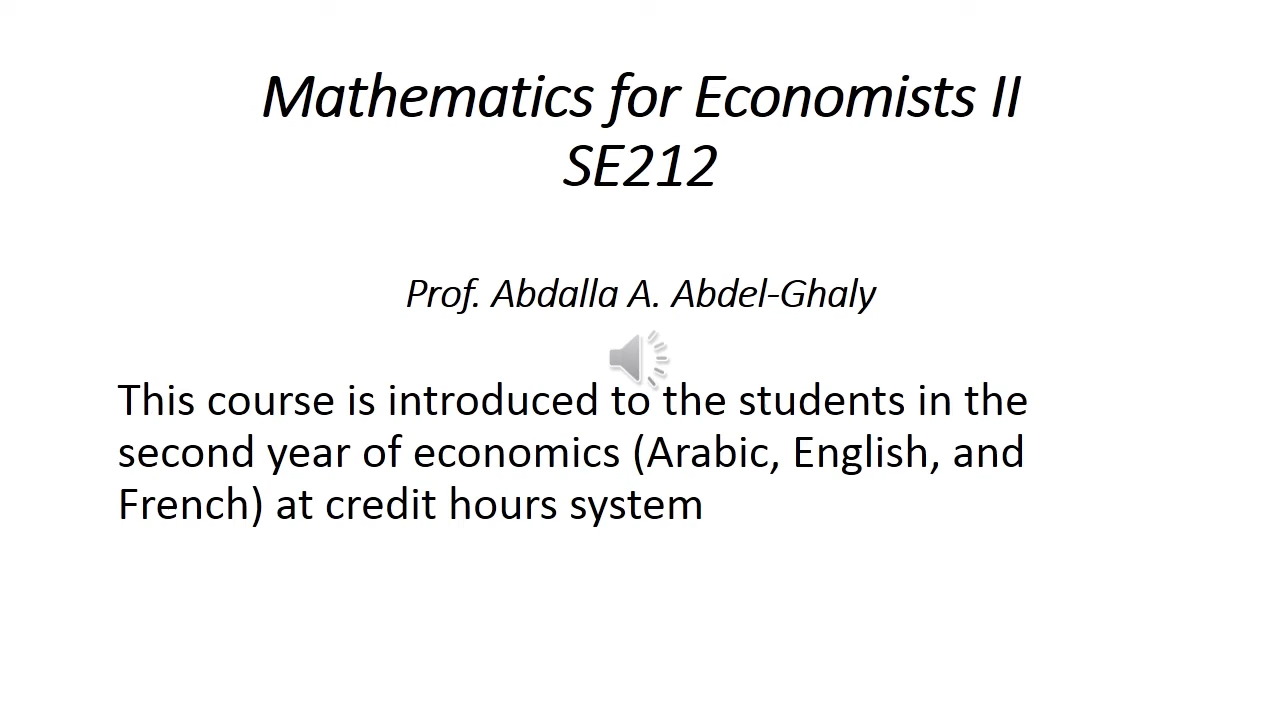 Mathematics for Economists II
SE212
Prof. Abdalla A. Abdel-Ghaly
This course is introduced to the students in the
second year of economics (Arabic, English, and
French) at credit hours system